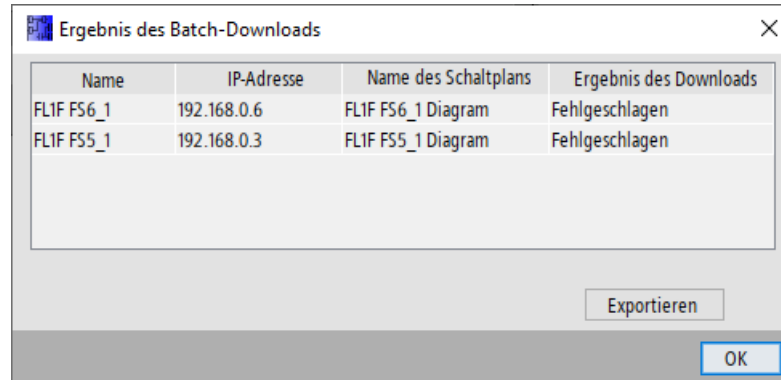 Ergebnis des Batch-Downloads
Name IP-Adresse Name des Schaltplans Ergebnis des Downloads
FL1F FS6_1 192.168.0.6 FL1F FS6_1 Diagram Fehlgeschlagen
FL1F FS5_1 192.168.0.3 FL1F FS5_1 Diagram Fehlgeschlagen
Exportieren
OK